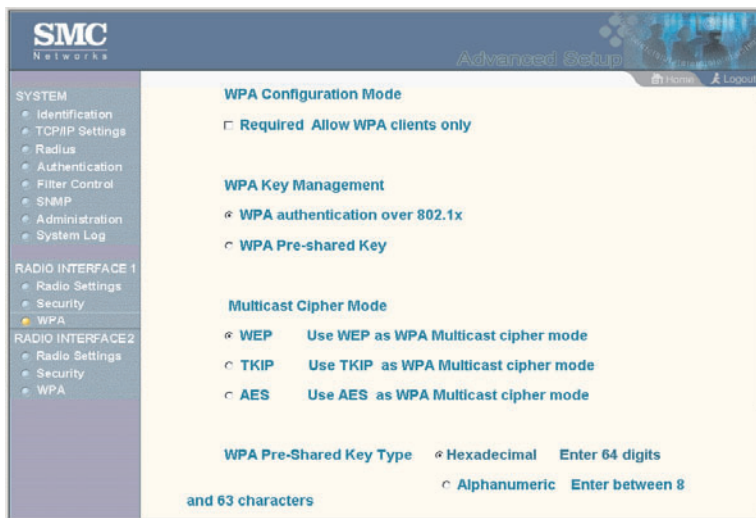 SMC
Networks
Advanced Setup
Home Logout
SYSTEM
Identification
TCP/IP Settings
Radius
Authentication
Filter Control
SNMP
Administration
System Log
RADIO INTERFACE 1
Radio Settings
Security
WPA
RADIO INTERFACE2
Radio Settings
Security
WPA
WPA Configuration Mode
Required Allow WPA clients only
WPA Key Management
WPA authentication over 802.1x
WPA Pre-shared Key
Multicast Cipher Mode
WEP Use WEP as WPA Multicast cipher mode
TKIP Use TKIP as WPA Multicast cipher mode
AES Use AES as WPA Multicast cipher mode
WPA Pre-Shared Key Type Hexadecimal Enter 64 digits
Alphanumeric Enter between 8
and 63 characters